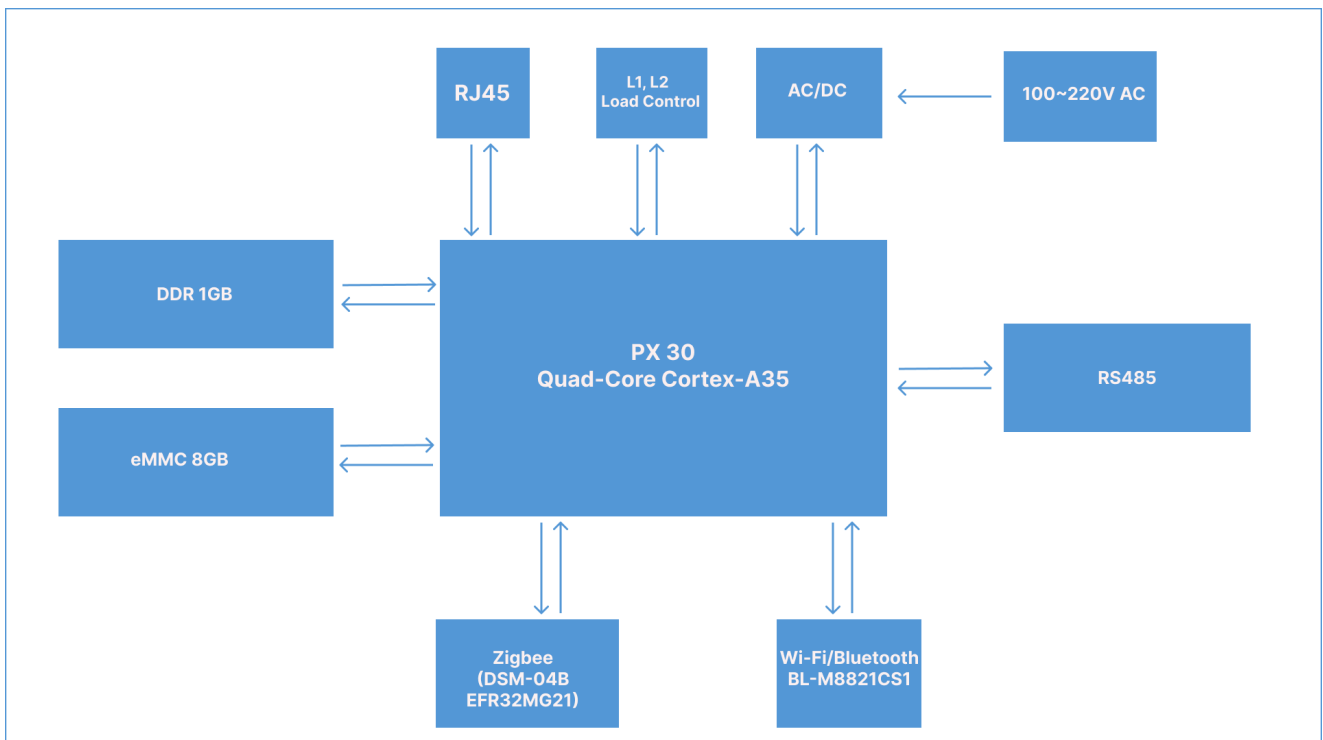 RJ45
L1, L2
Load Control
AC/DC
100~220V AC
DDR 1GB
PX 30
Quad-Core Cortex-A35
RS485
eMMC 8GB
Zigbee
(DSM-04B
EFR32MG21)
Wi-Fi/Bluetooth
BL-M8821CS1